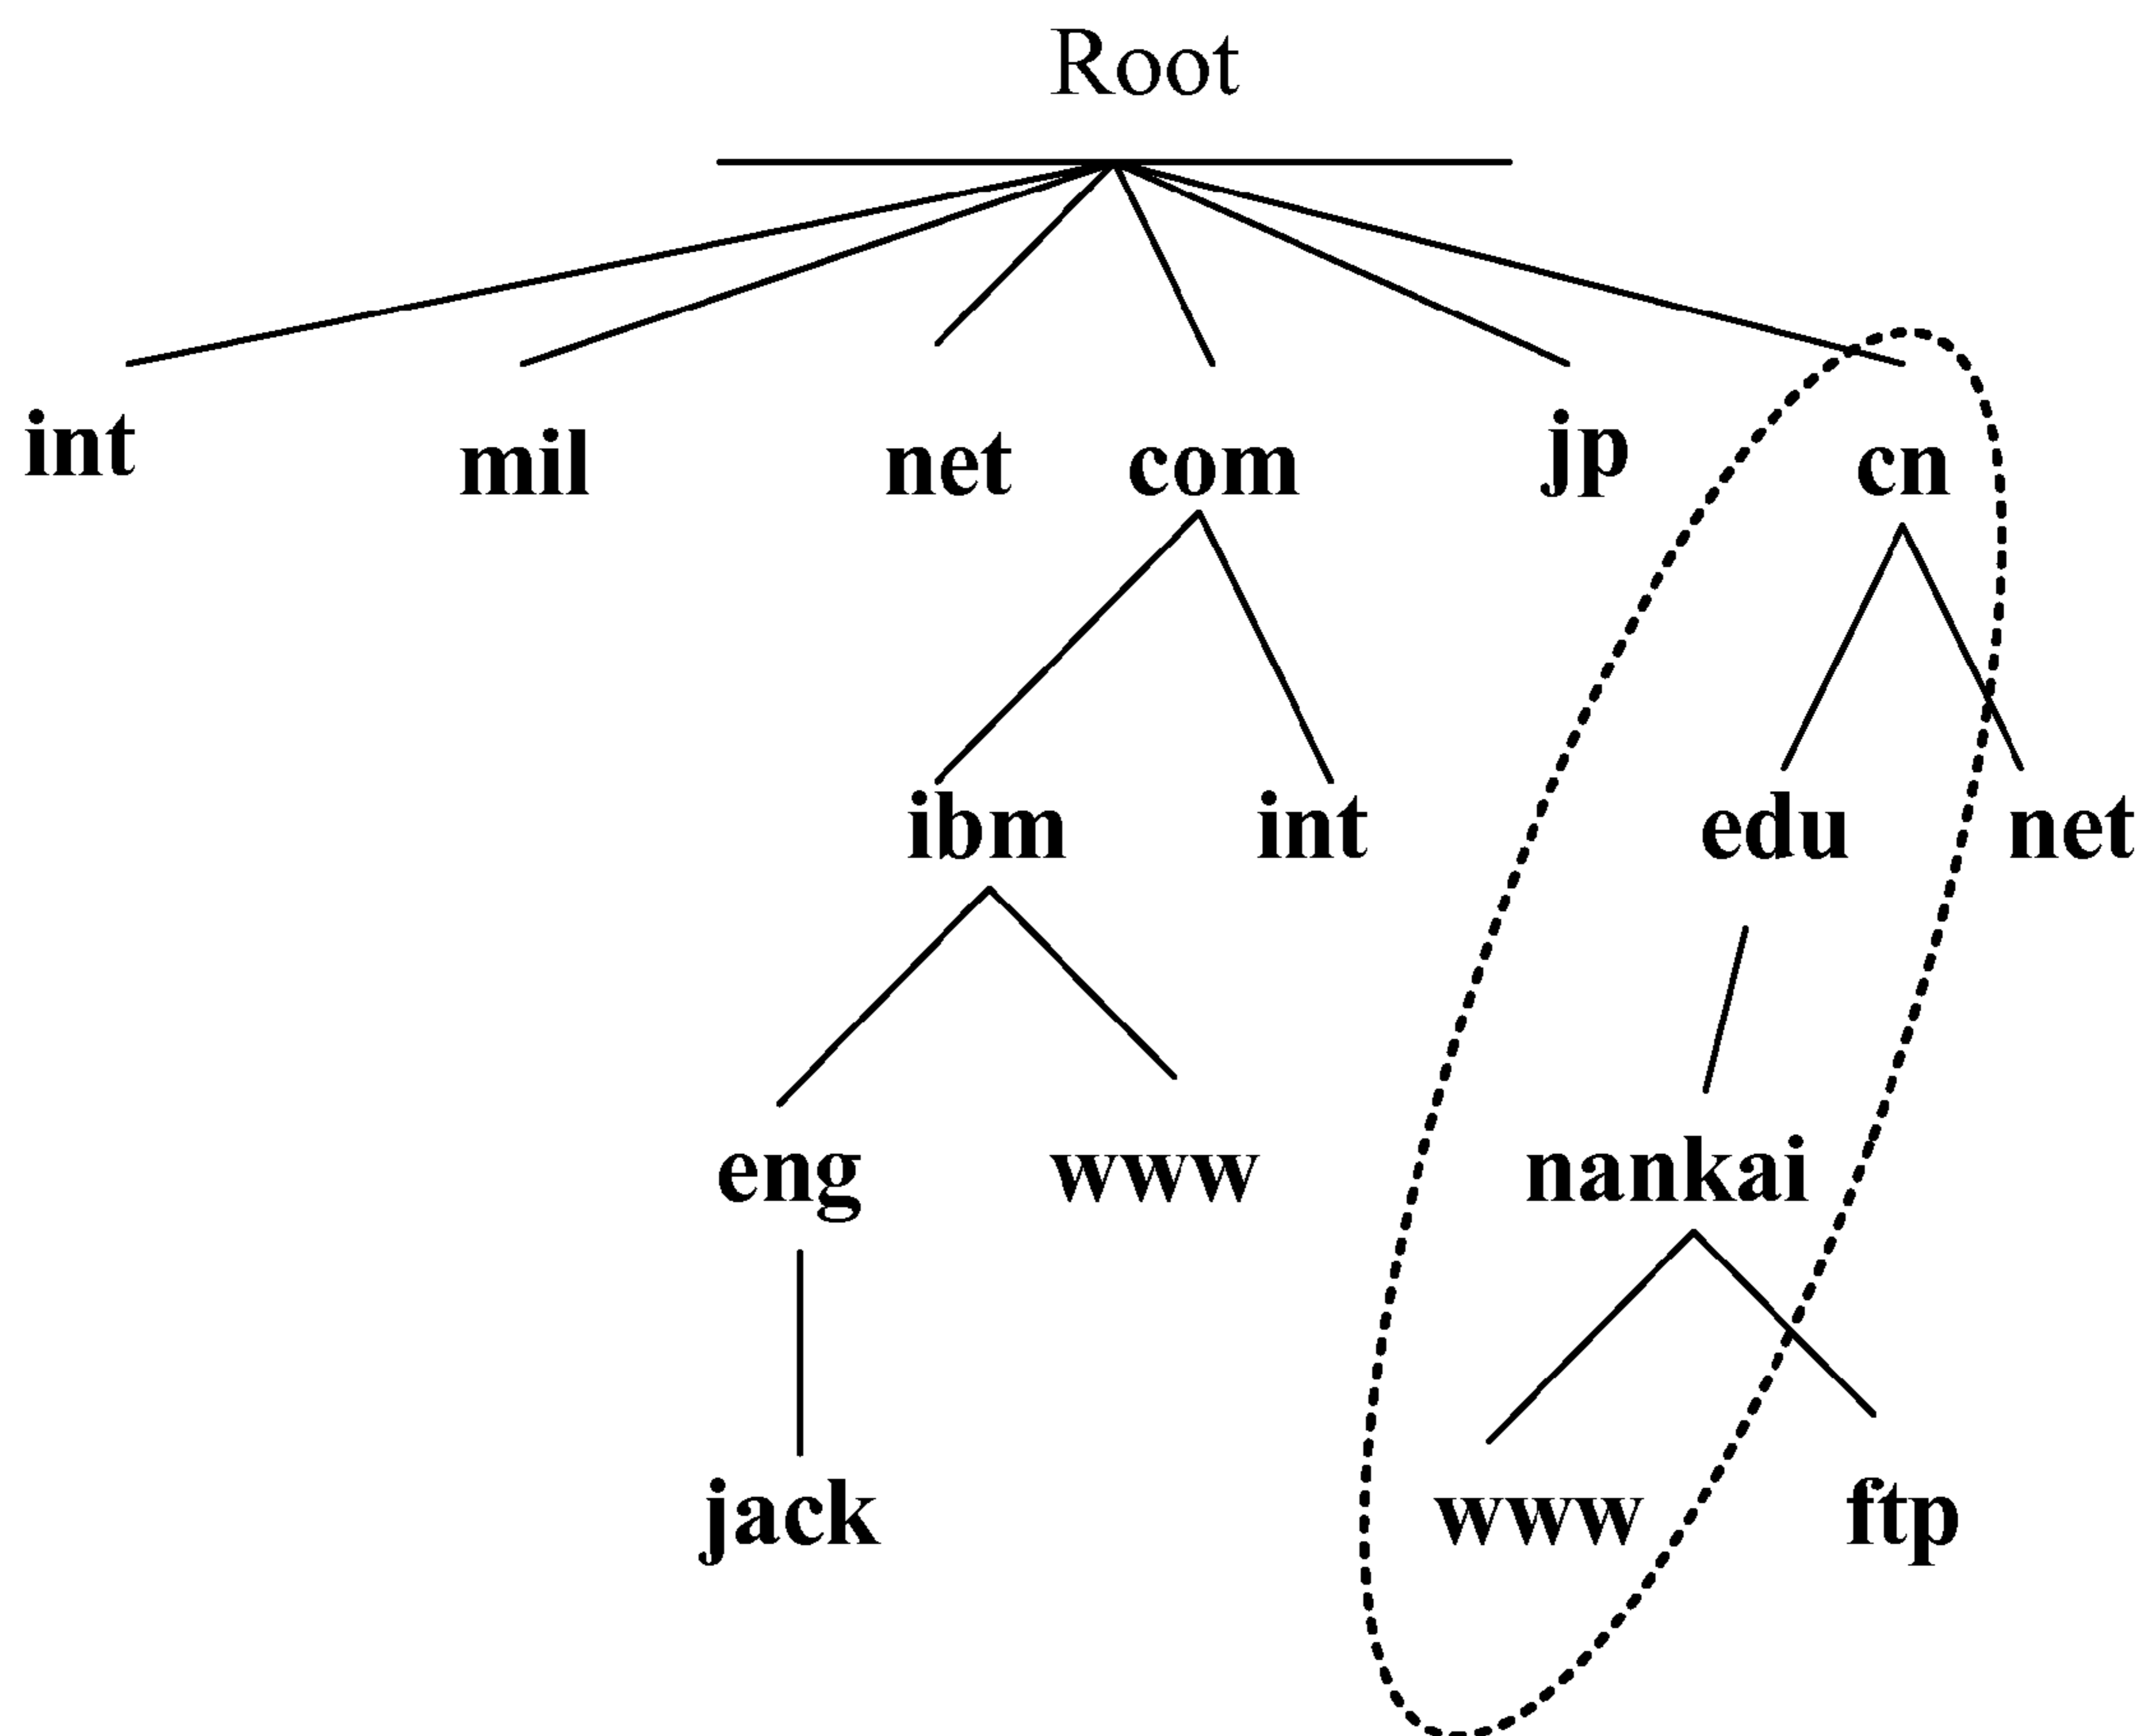 Root
int mil net com jp cn
ibm int edu net
eng www nankai
jack www ftp